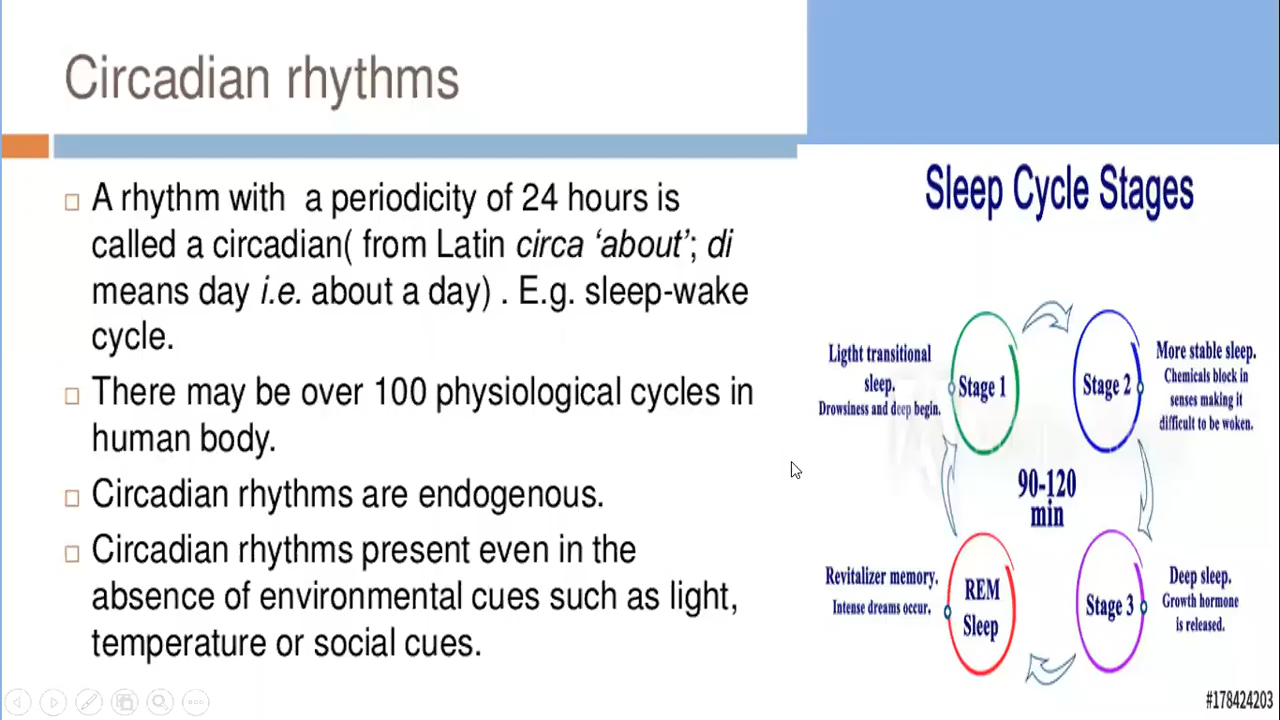 Circadian rhythms
A rhythm with a periodicity of 24 hours is
called a circadian( from Latin circa ‘about’; di
means day i.e. about a day) . E.g. sleep-wake
cycle.
There may be over 100 physiological cycles in
human body.
Circadian rhythms are endogenous.
Circadian rhythms present even in the
absence of environmental cues such as light,
temperature or social cues.
Sleep Cycle Stages
Ligtht transitional
sleep.
Drowsiness and deep begin.
Stage 1
Stage 2
More stable sleep.
Chemicals block in
senses making it
difficult to be woken.
90-120
min
Revitalizer memory.
Intense dreams occur.
REM
Sleep
Stage 3
Deep sleep.
Growth hormone
is released.
#178424203